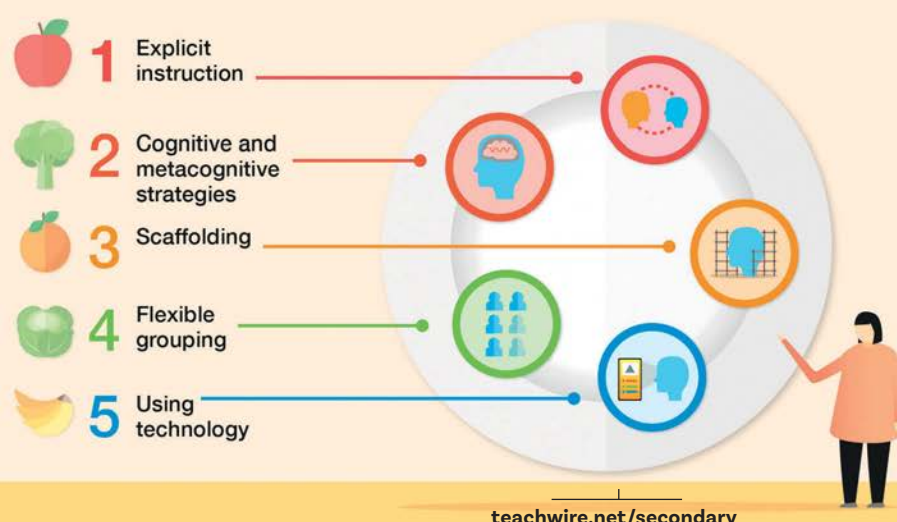 1 Explicit
instruction
2 Cognitive and
metacognitive
strategies
3 Scaffolding
4 Flexible
grouping
5 Using
technology
teachwire.net/secondary